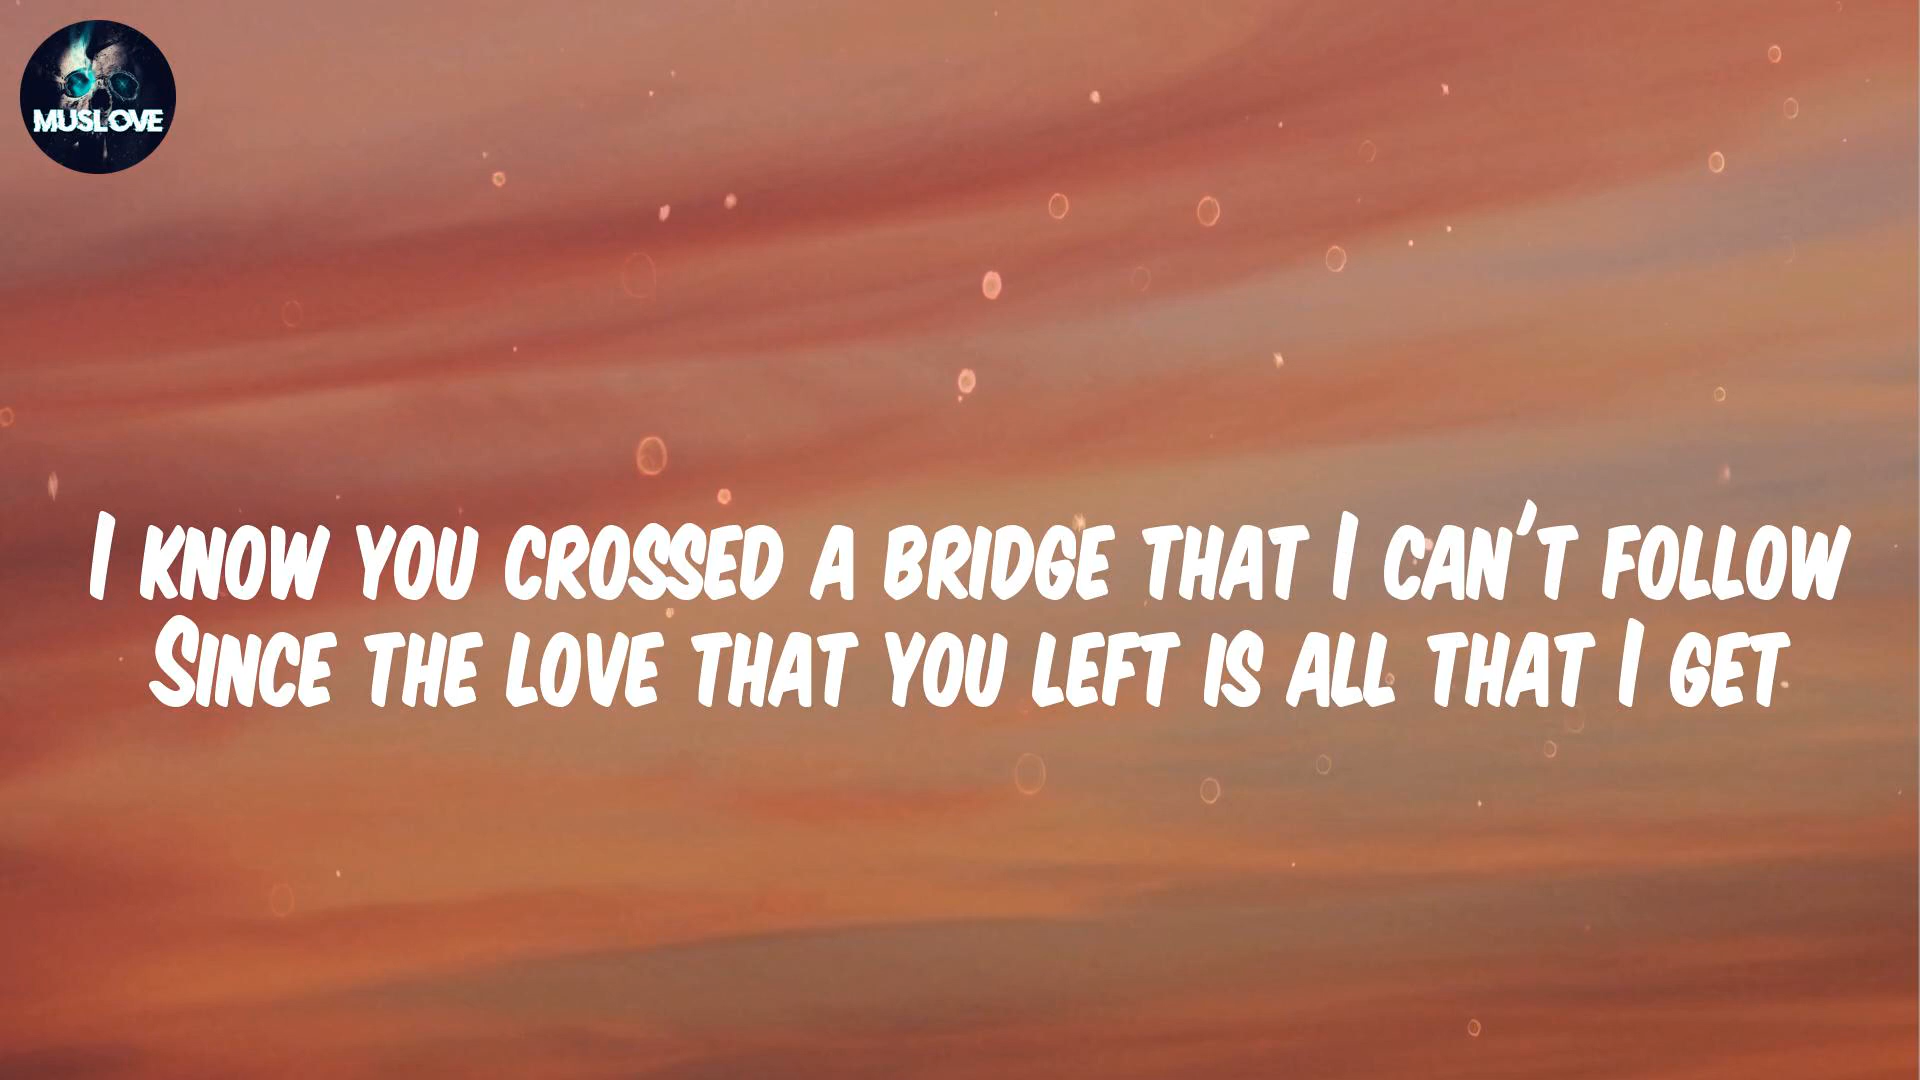 MUSLOVE
I KNOW YOU CROSSED A BRIDGE THAT I CAN'T FOLLOW
SINCE THE LOVE THAT YOU LEFT IS ALL THAT I GET